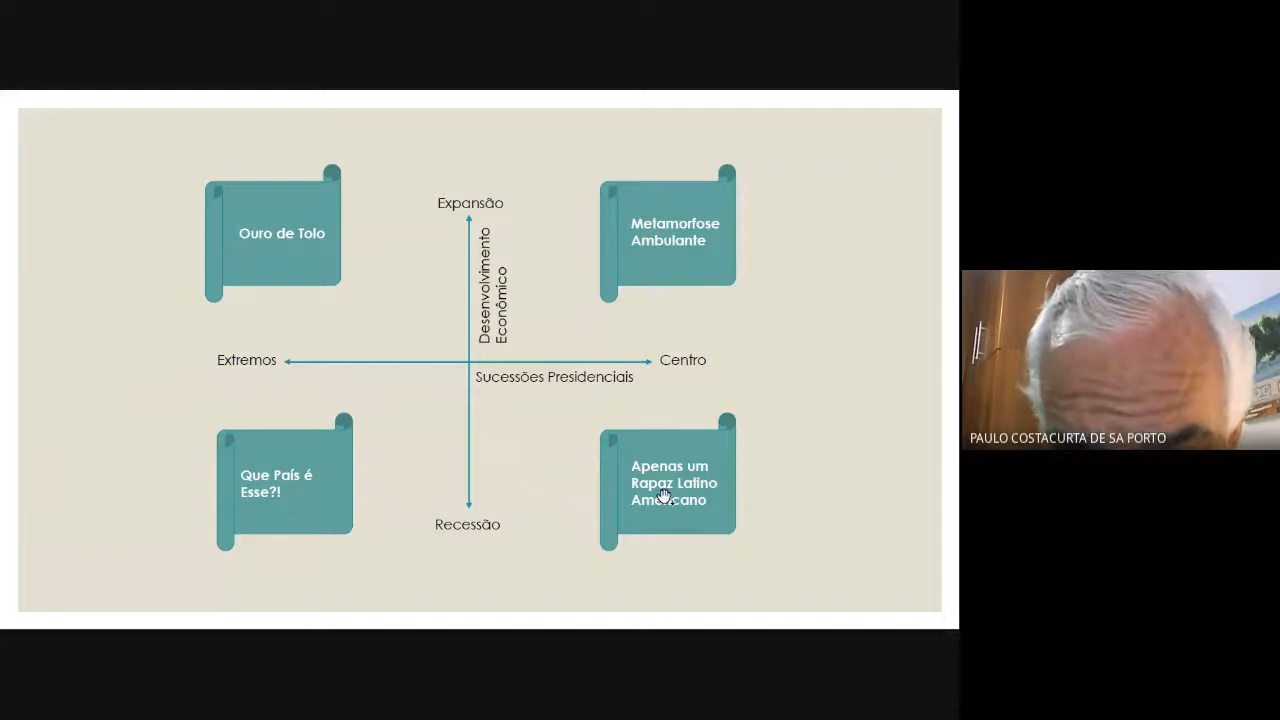 Expansão
Ouro de Tolo
Metamorfose
Ambulante
Desenvolvimento
Econômico
Extremos
Centro
Sucessões Presidenciais
Que País é
Esse?!
Apenas um
Rapaz Latino
Americano
Recessão
PAULO COSTACURTA DE SA PORTO